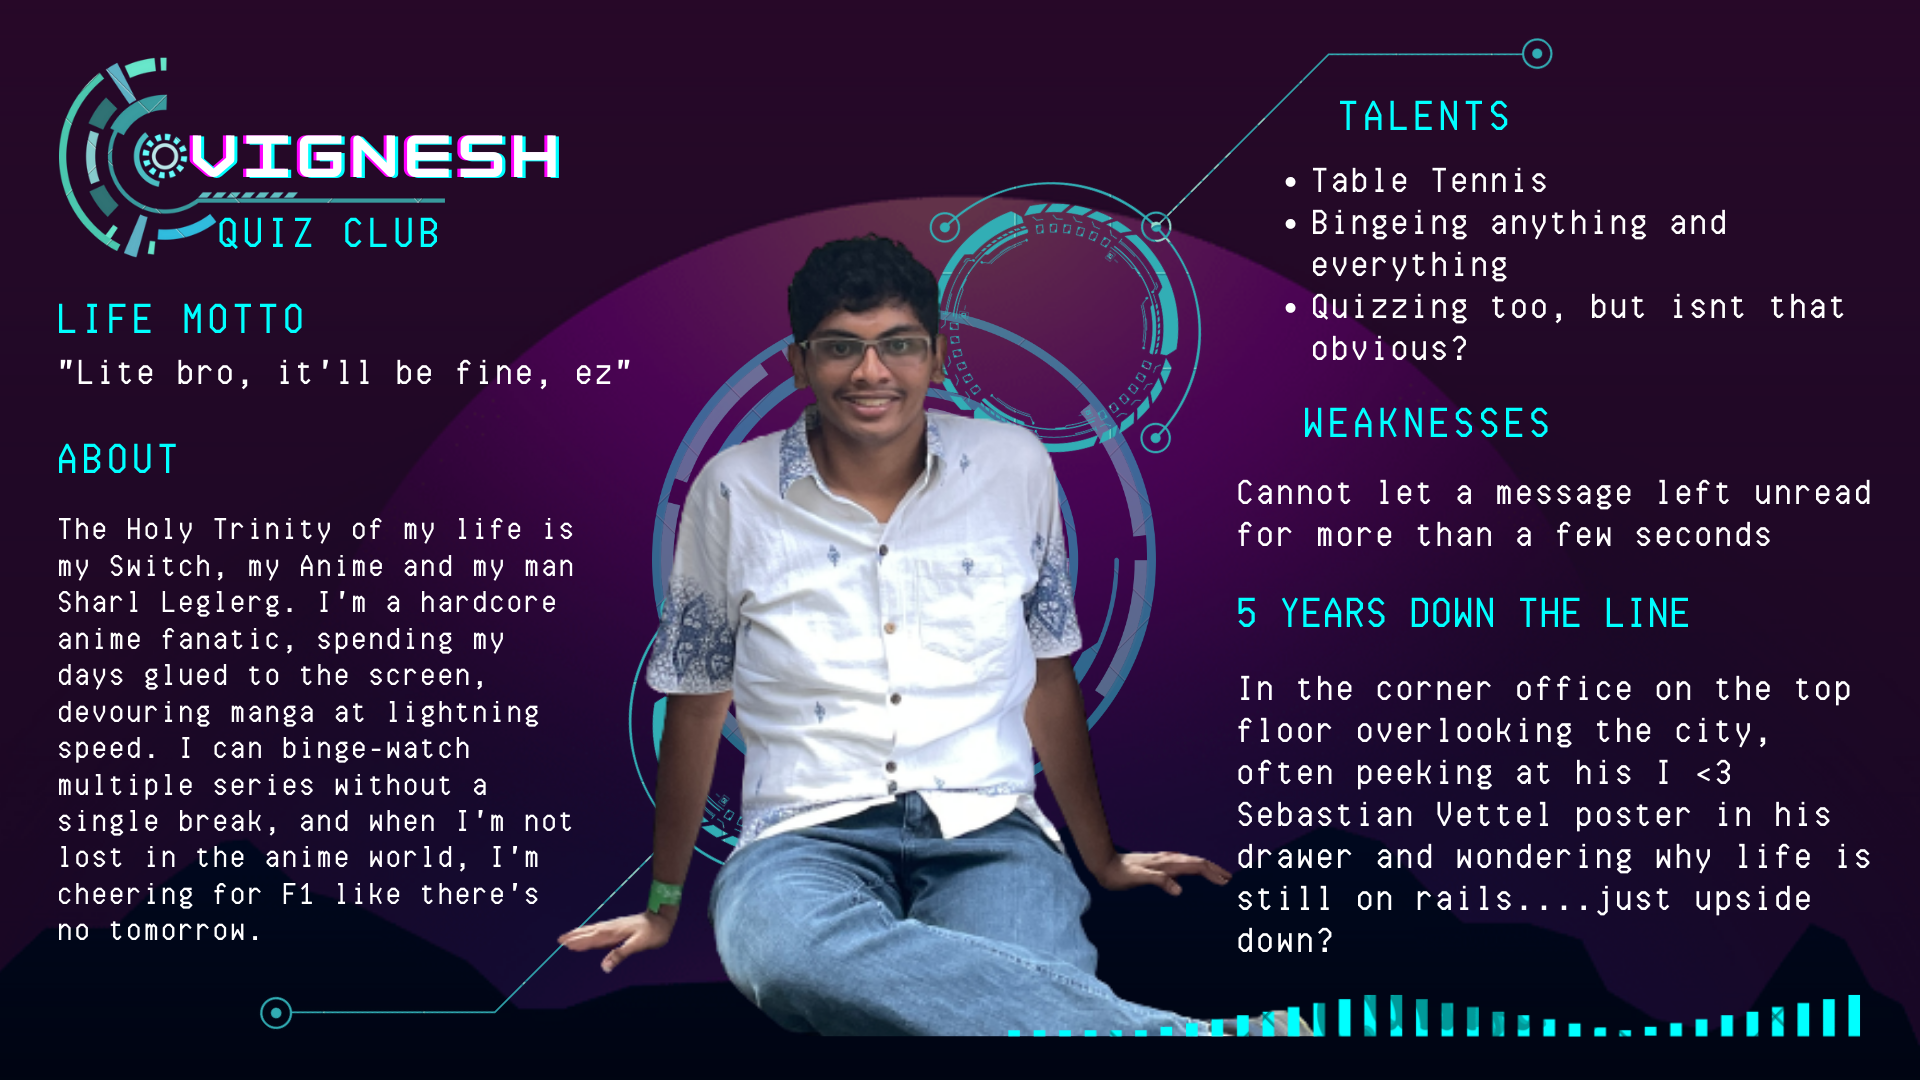 VIGNESH
QUIZ CLUB
LIFE MOTTO
"Lite bro, it'll be fine, ez"
ABOUT
The Holy Trinity of my life is
my Switch, my Anime and my man
Sharl Leglerg. I'm a hardcore
anime fanatic, spending my
days glued to the screen,
devouring manga at lightning
speed. I can binge-watch
multiple series without a
single break, and when I'm not
lost in the anime world, I'm
cheering for F1 like there's
no tomorrow.
TALENTS
• Table Tennis
• Bingeing anything and
everything
• Quizzing too, but isnt that
obvious?
WEAKNESSES
Cannot let a message left unread
for more than a few seconds
5 YEARS DOWN THE LINE
In the corner office on the top
floor overlooking the city,
often peeking at his I <3
Sebastian Vettel poster in his
drawer and wondering why life is
still on rails....just upside
down?